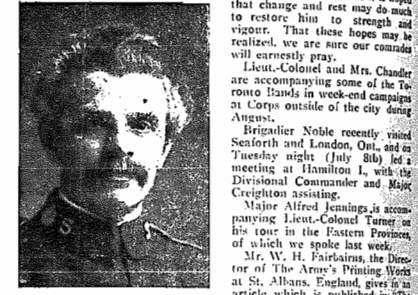 that change and rest may do much
to restore him to strength and
vigour. That these hopes may be
realized, we are sure our comrades
will earnestly pray.
Lieut.-Colonel and Mrs. Chandler
are accompanying some of the To-
ronto Bands in week-end campaigns
at Corps outside of the city during
August.
Brigadier Noble recently visited
Seaforth and London, Ont., and on
Tuesday night (July 8th) led a
meeting at Hamilton I., with the
Divisional Commander and Major
Creighton assisting.
Major Alfred Jennings is accom-
panying Lieut.-Colonel Turner on
his tour in the Eastern Provinces,
of which we spoke last week.
Mr. W. H. Fairbairns, the Direc-
tor of The Army's Printing Works
at St. Albans, England, gives in an
article which is published in "The
S